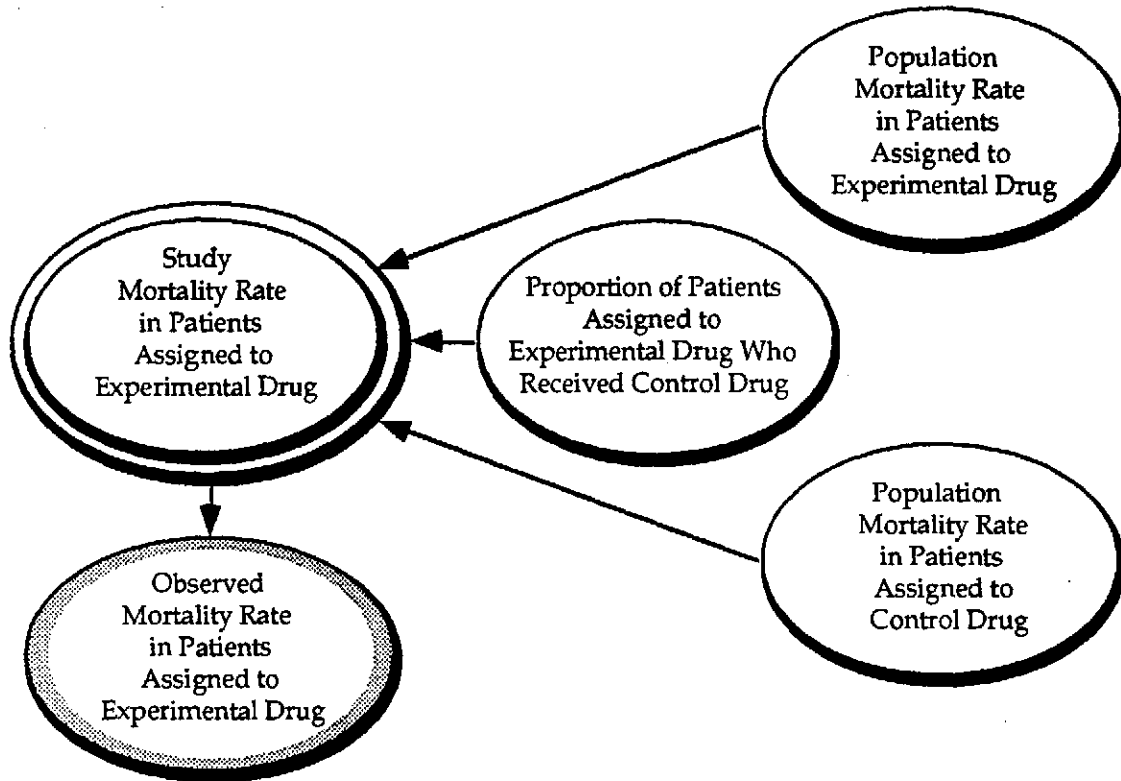 Population
Mortality Rate
in Patients
Assigned to
Experimental Drug
Study
Mortality Rate
in Patients
Assigned to
Experimental Drug
Proportion of Patients
Assigned to
Experimental Drug Who
Received Control Drug
Population
Mortality Rate
in Patients
Assigned to
Control Drug
Observed
Mortality Rate
in Patients
Assigned to
Experimental Drug